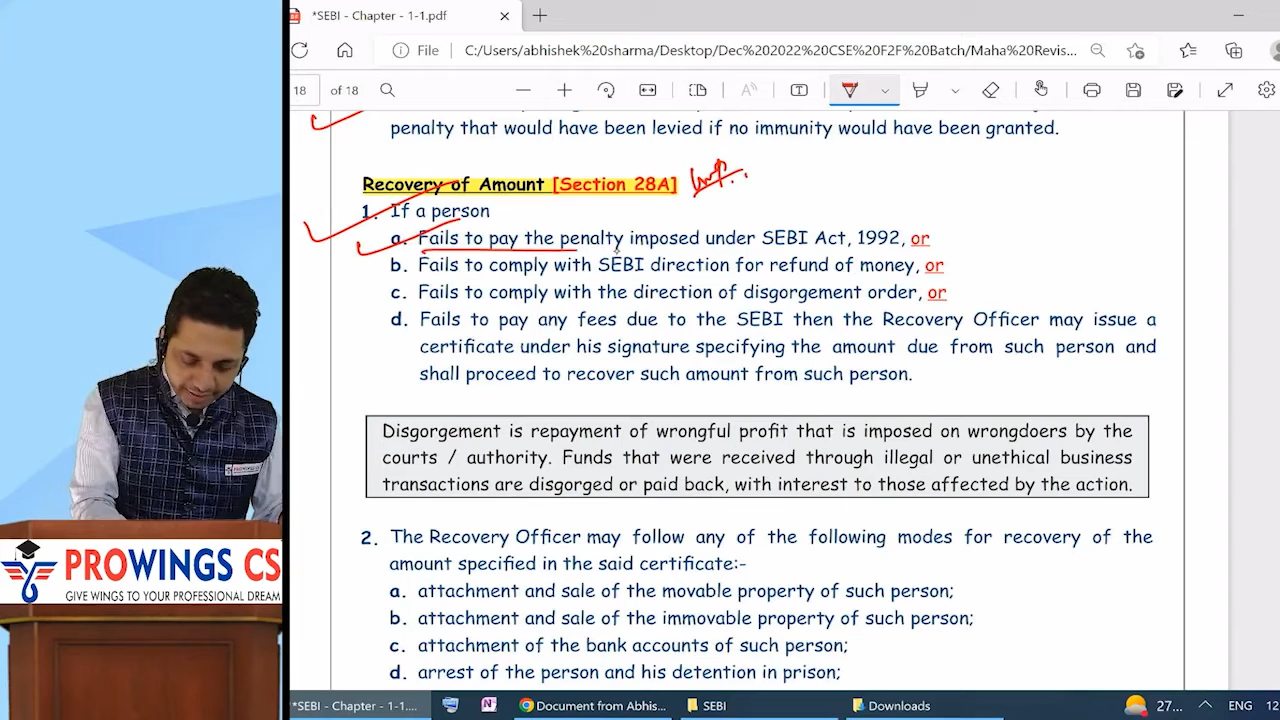 *SEBI - Chapter - 1-1.pdf
File
C:/Users/abhishek%20sharma/Desktop/Dec%202022%20CSE%20F2F%20Batch/Maha%20Revis...
18 of 18
penalty that would have been levied if no immunity would have been granted.
Recovery of Amount [Section 28A] Imp..
1. If a person
a. Fails to pay the penalty imposed under SEBI Act, 1992, or
b. Fails to comply with SEBI direction for refund of money, or
c. Fails to comply with the direction of disgorgement order, or
d. Fails to pay any fees due to the SEBI then the Recovery Officer may issue a
certificate under his signature specifying the amount due from such person and
shall proceed to recover such amount from such person.
Disgorgement is repayment of wrongful profit that is imposed on wrongdoers by the
courts / authority. Funds that were received through illegal or unethical business
transactions are disgorged or paid back, with interest to those affected by the action.
2. The Recovery Officer may follow any of the following modes for recovery of the
amount specified in the said certificate:-
a. attachment and sale of the movable property of such person;
b. attachment and sale of the immovable property of such person;
c. attachment of the bank accounts of such person;
d. arrest of the person and his detention in prison;
PROWINGS CS
PROWINGS CS
GIVE WINGS TO YOUR PROFESSIONAL DREAM
*SEBI - Chapter - 1-1....
Document from Abhis...
SEBI
Downloads
27...
ENG
12